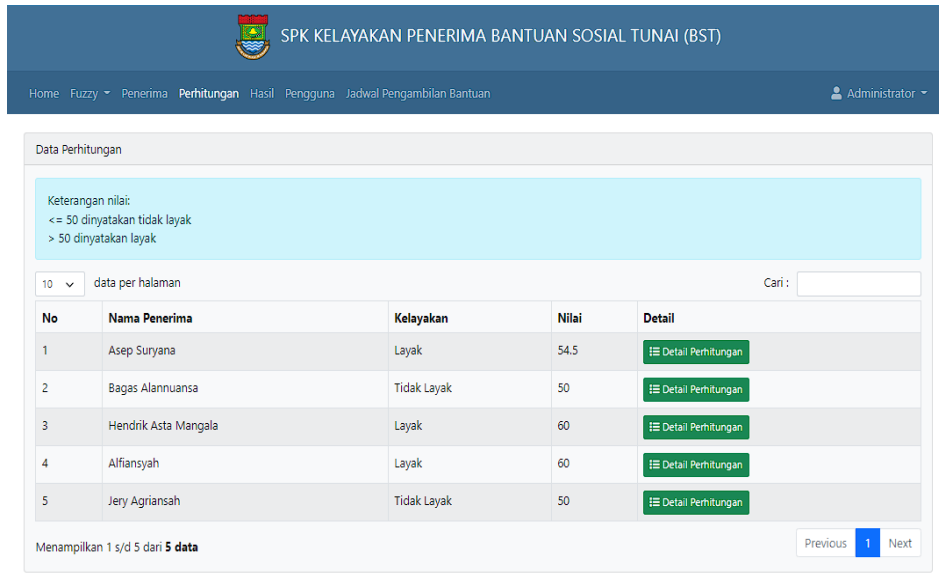 SPK KELAYAKAN PENERIMA BANTUAN SOSIAL TUNAI (BST)
Home Fuzzy Penerima Perhitungan Hasil Pengguna Jadwal Pengambilan Bantuan Administrator
Data Perhitungan
Keterangan nilai:
<= 50 dinyatakan tidak layak
> 50 dinyatakan layak
10 data per halaman Cari :
No Nama Penerima Kelayakan Nilai Detail
1 Asep Suryana Layak 54.5 Detail Perhitungan
2 Bagas Alannuansa Tidak Layak 50 Detail Perhitungan
3 Hendrik Asta Mangala Layak 60 Detail Perhitungan
4 Alfiansyah Layak 60 Detail Perhitungan
5 Jery Agriansah Tidak Layak 50 Detail Perhitungan
Menampilkan 1 s/d 5 dari 5 data Previous 1 Next